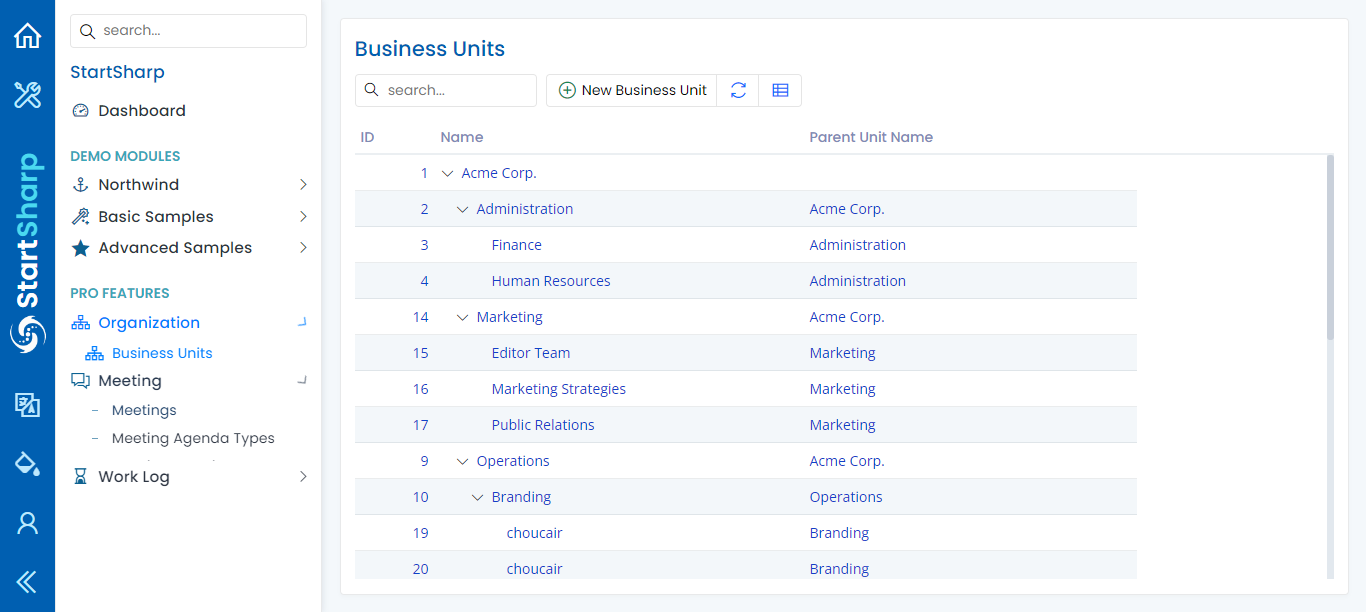 StartSharp
search...
StartSharp
Dashboard
DEMO MODULES
Northwind
Basic Samples
Advanced Samples
PRO FEATURES
Organization
Business Units
Meeting
- Meetings
- Meeting Agenda Types
Work Log
Business Units
search...
New Business Unit
ID Name Parent Unit Name
1 Acme Corp.
2 Administration Acme Corp.
3 Finance Administration
4 Human Resources Administration
14 Marketing Acme Corp.
15 Editor Team Marketing
16 Marketing Strategies Marketing
17 Public Relations Marketing
9 Operations Acme Corp.
10 Branding Operations
19 choucair Branding
20 choucair Branding